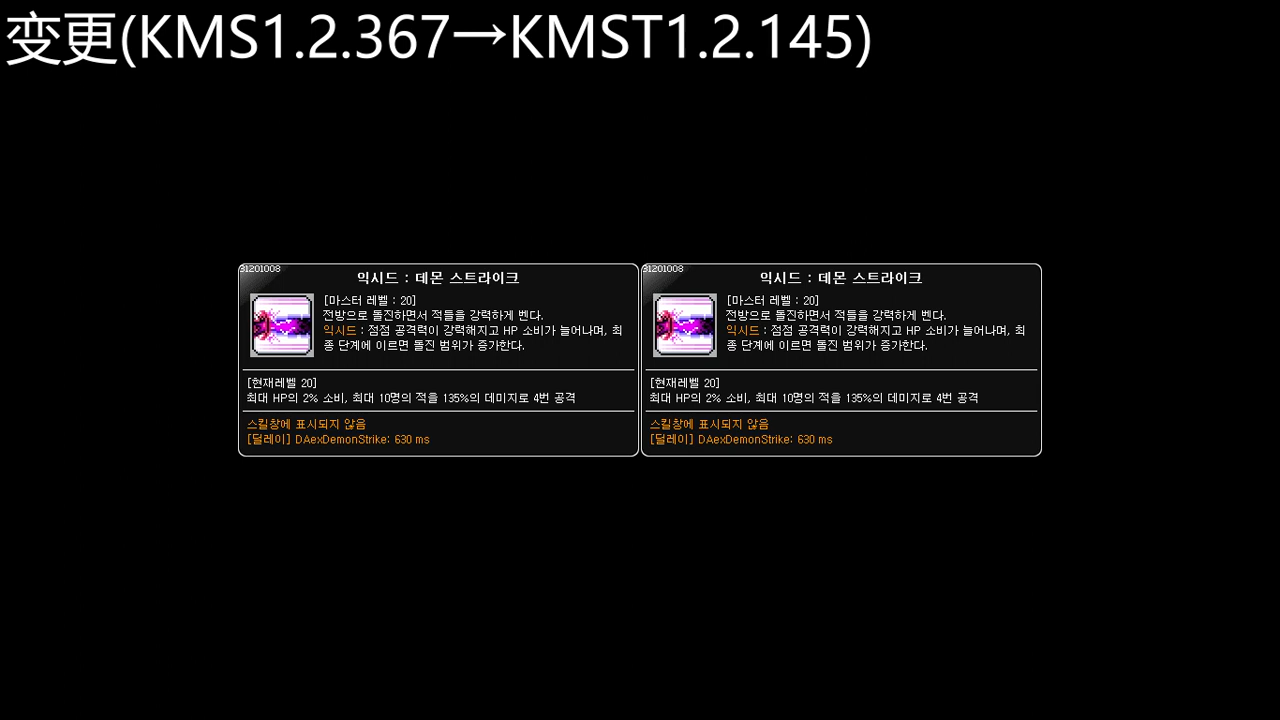 变更(KMS1.2.367→KMST1.2.145)
31201008
익시드 : 데몬 스트라이크
[마스터 레벨 : 20]
전방으로 돌진하면서 적들을 강력하게 벤다.
익시드 : 점점 공격력이 강력해지고 HP 소비가 늘어나며, 최
종 단계에 이르면 돌진 범위가 증가한다.
[현재레벨 20]
최대 HP의 2% 소비, 최대 10명의 적을 135%의 데미지로 4번 공격
스킬창에 표시되지 않음
[딜레이] DAexDemonStrike: 630 ms
31201008
익시드 : 데몬 스트라이크
[마스터 레벨 : 20]
전방으로 돌진하면서 적들을 강력하게 벤다.
익시드 : 점점 공격력이 강력해지고 HP 소비가 늘어나며, 최
종 단계에 이르면 돌진 범위가 증가한다.
[현재레벨 20]
최대 HP의 2% 소비, 최대 10명의 적을 135%의 데미지로 4번 공격
스킬창에 표시되지 않음
[딜레이] DAexDemonStrike: 630 ms